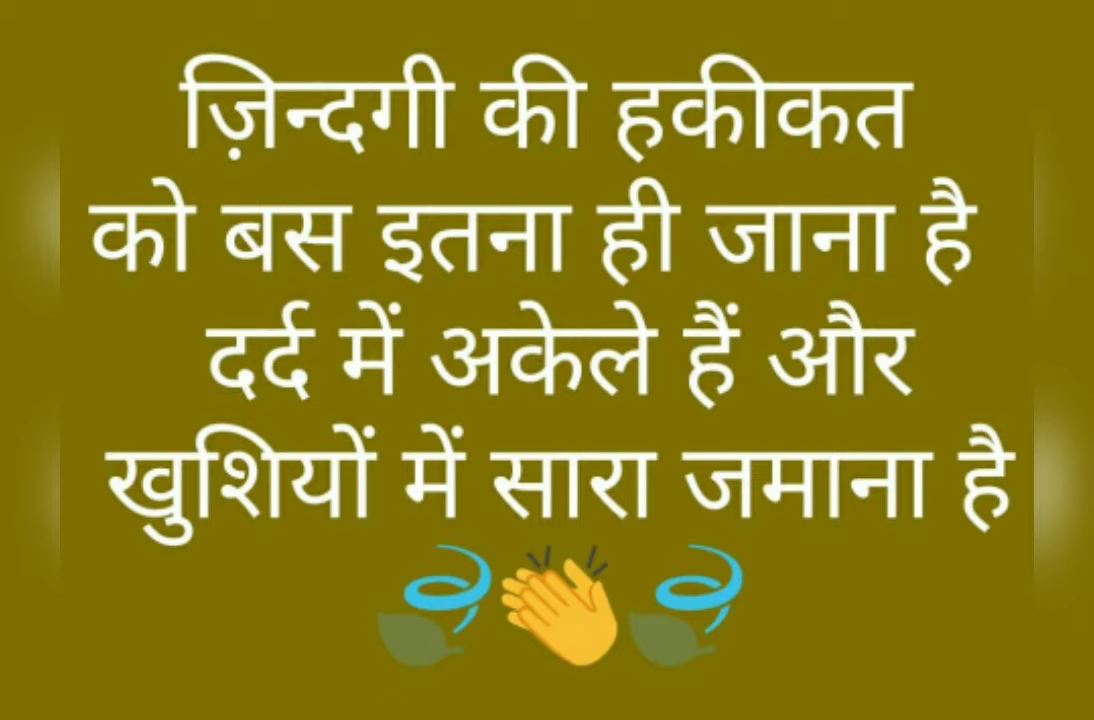 ज़िन्दगी की हकीकत
को बस इतना ही जाना है
दर्द में अकेले हैं और
खुशियों में सारा जमाना है